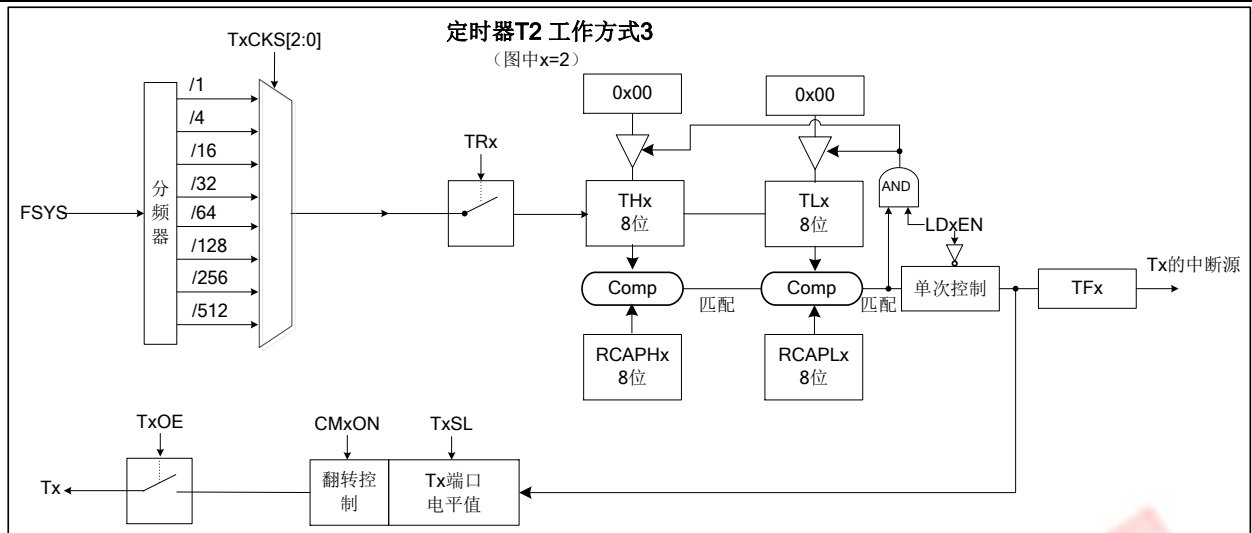 定时器T2 工作方式3
（图中x=2）
TxCKS[2:0]
/1
/4
/16
/32
/64
/128
/256
/512
分频器
FSYS
TRx
0x00
0x00
THx
8位
TLx
8位
AND
LDxEN
Comp
匹配
Comp
匹配
单次控制
TFx
Tx的中断源
RCAPHx
8位
RCAPLx
8位
TxOE
CMxON
TxSL
Tx
翻转控
制
Tx端口
电平值